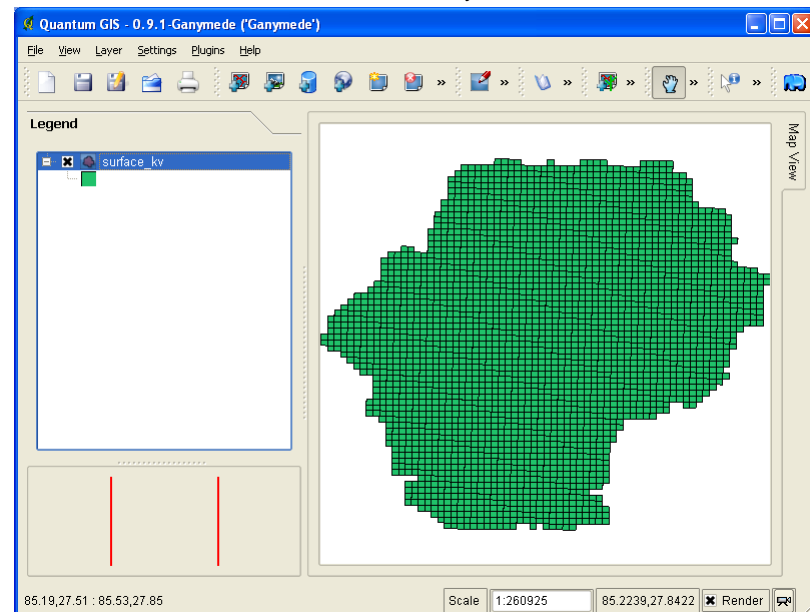 Quantum GIS - 0.9.1-Ganymede ('Ganymede')
File View Layer Settings Plugins Help
» » » » » »
Legend
Map View
surface_kv
85.19,27.51 : 85.53,27.85
Scale 1:260925 85.2239,27.8422 Render